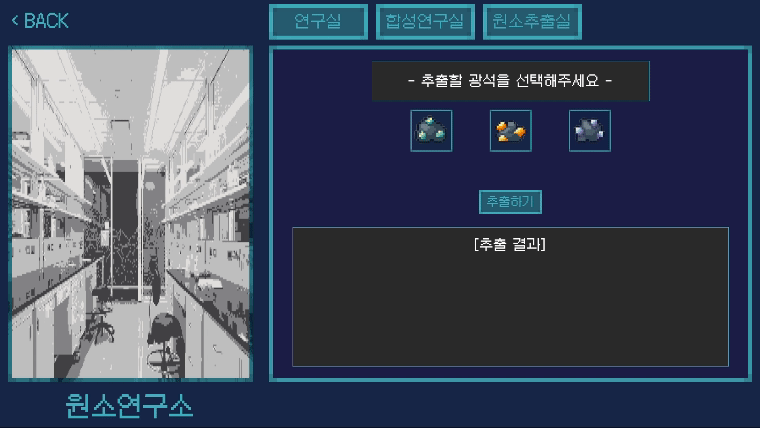 < BACK
연구실
합성연구실
원소추출실
- 추출할 광석을 선택해주세요 -
추출하기
[추출 결과]
원소연구소